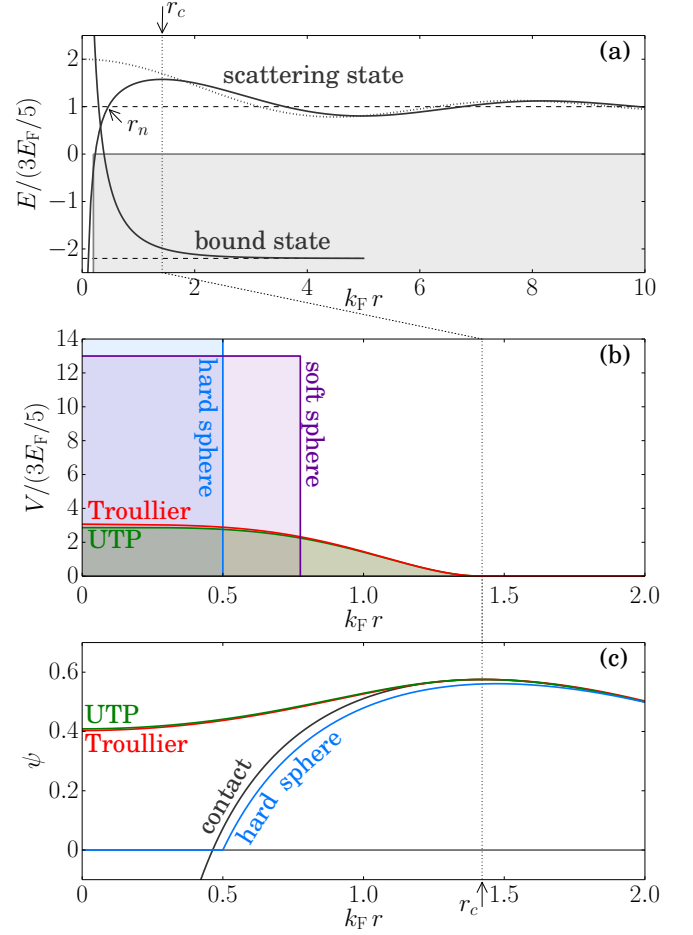 r_c
(a)
2
1
0
−1
−2
E/(3E_F/5)
scattering state
r_n
bound state
0 2 4 6 8 10
k_F r
(b)
14
12
10
8
6
4
2
0
V/(3E_F/5)
hard sphere
soft sphere
Troullier
UTP
0 0.5 1.0 1.5 2.0
k_F r
(c)
0.6
0.4
0.2
0
ψ
UTP
Troullier
contact
hard sphere
0 0.5 1.0 1.5 2.0
k_F r
r_c